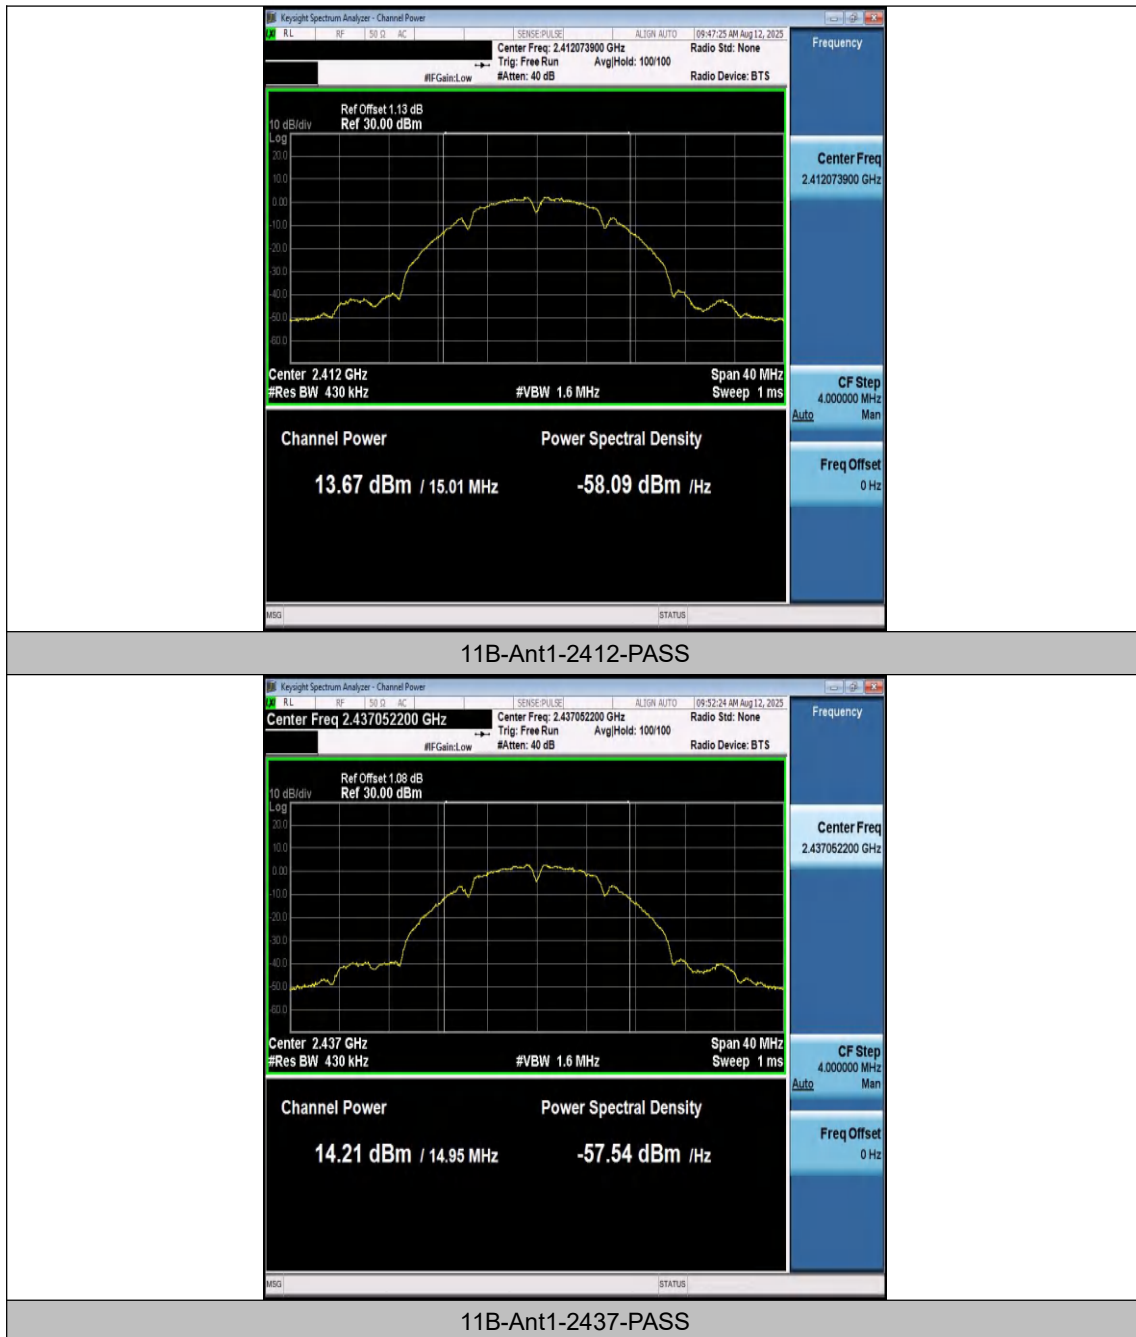 Keysight Spectrum Analyzer - Channel Power
RL RF 50 Ω AC SENSE:PULSE ALIGN AUTO 09:47:25 AM Aug 12, 2025
Center Freq: 2.412073900 GHz Radio Std: None
Trig: Free Run Avg|Hold: 100/100
#IFGain:Low #Atten: 40 dB Radio Device: BTS
Frequency
Ref Offset 1.13 dB
10 dB/div Ref 30.00 dBm
Log
20.0
10.0
0.00
-10.0
-20.0
-30.0
-40.0
-50.0
-60.0
Center Freq
2.412073900 GHz
Center 2.412 GHz Span 40 MHz
#Res BW 430 kHz #VBW 1.6 MHz Sweep 1 ms
CF Step
4.000000 MHz
Auto Man
Channel Power Power Spectral Density
13.67 dBm / 15.01 MHz -58.09 dBm /Hz
Freq Offset
0 Hz
MSG STATUS
11B-Ant1-2412-PASS
Keysight Spectrum Analyzer - Channel Power
RL RF 50 Ω AC SENSE:PULSE ALIGN AUTO 09:52:24 AM Aug 12, 2025
Center Freq 2.437052200 GHz Center Freq: 2.437052200 GHz Radio Std: None
Trig: Free Run Avg|Hold: 100/100
#IFGain:Low #Atten: 40 dB Radio Device: BTS
Frequency
Ref Offset 1.08 dB
10 dB/div Ref 30.00 dBm
Log
20.0
10.0
0.00
-10.0
-20.0
-30.0
-40.0
-50.0
-60.0
Center Freq
2.437052200 GHz
Center 2.437 GHz Span 40 MHz
#Res BW 430 kHz #VBW 1.6 MHz Sweep 1 ms
CF Step
4.000000 MHz
Auto Man
Channel Power Power Spectral Density
14.21 dBm / 14.95 MHz -57.54 dBm /Hz
Freq Offset
0 Hz
MSG STATUS
11B-Ant1-2437-PASS